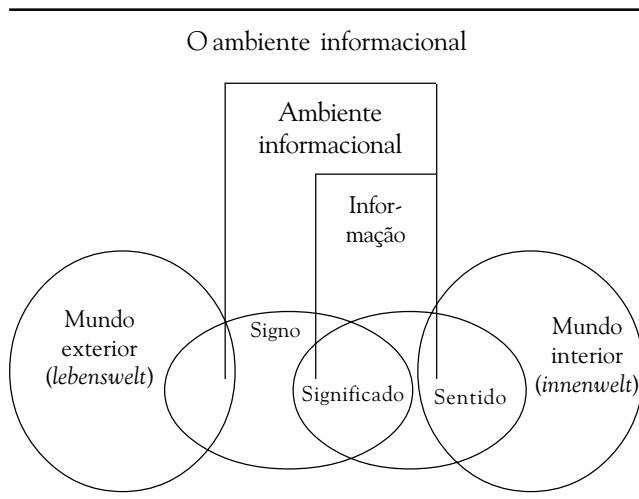 O ambiente informacional
Ambiente
informacional
Infor-
mação
Mundo
exterior
(lebenswelt)
Signo
Significado
Sentido
Mundo
interior
(innenwelt)